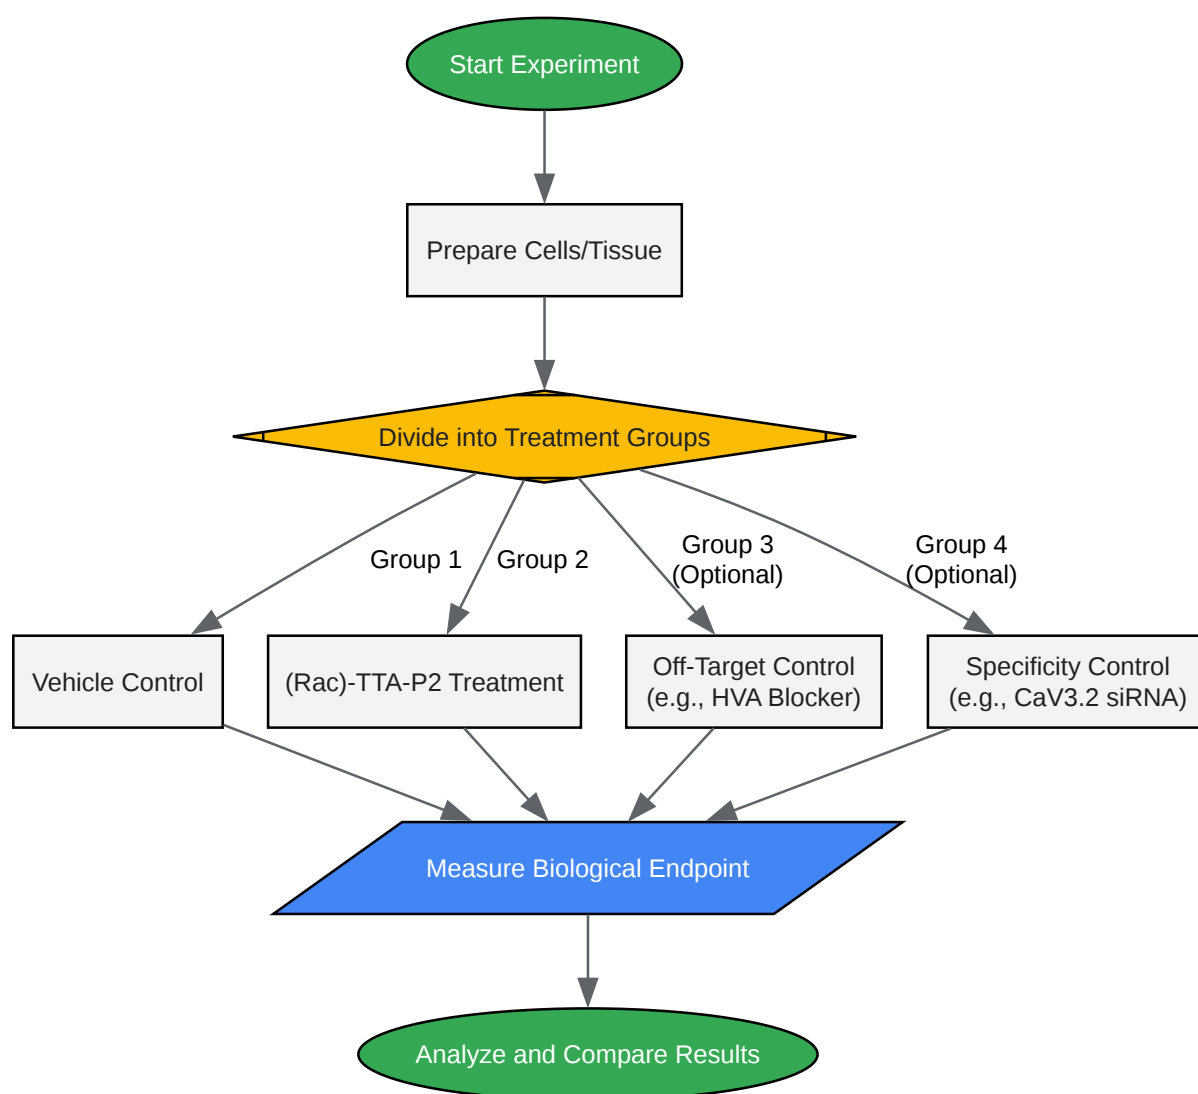 Start Experiment
Prepare Cells/Tissue
Divide into Treatment Groups
Group 1
Group 2
Group 3
(Optional)
Group 4
(Optional)
Vehicle Control
(Rac)-TTA-P2 Treatment
Off-Target Control
(e.g., HVA Blocker)
Specificity Control
(e.g., CaV3.2 siRNA)
Measure Biological Endpoint
Analyze and Compare Results